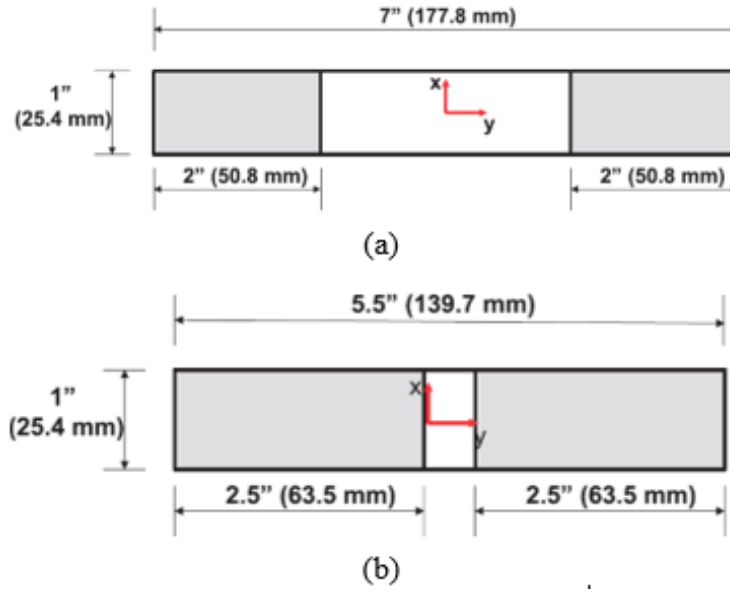 7” (177.8 mm)
1”
(25.4 mm)
x
y
2” (50.8 mm)
2” (50.8 mm)
(a)
5.5” (139.7 mm)
1”
(25.4 mm)
x
y
2.5” (63.5 mm)
2.5” (63.5 mm)
(b)